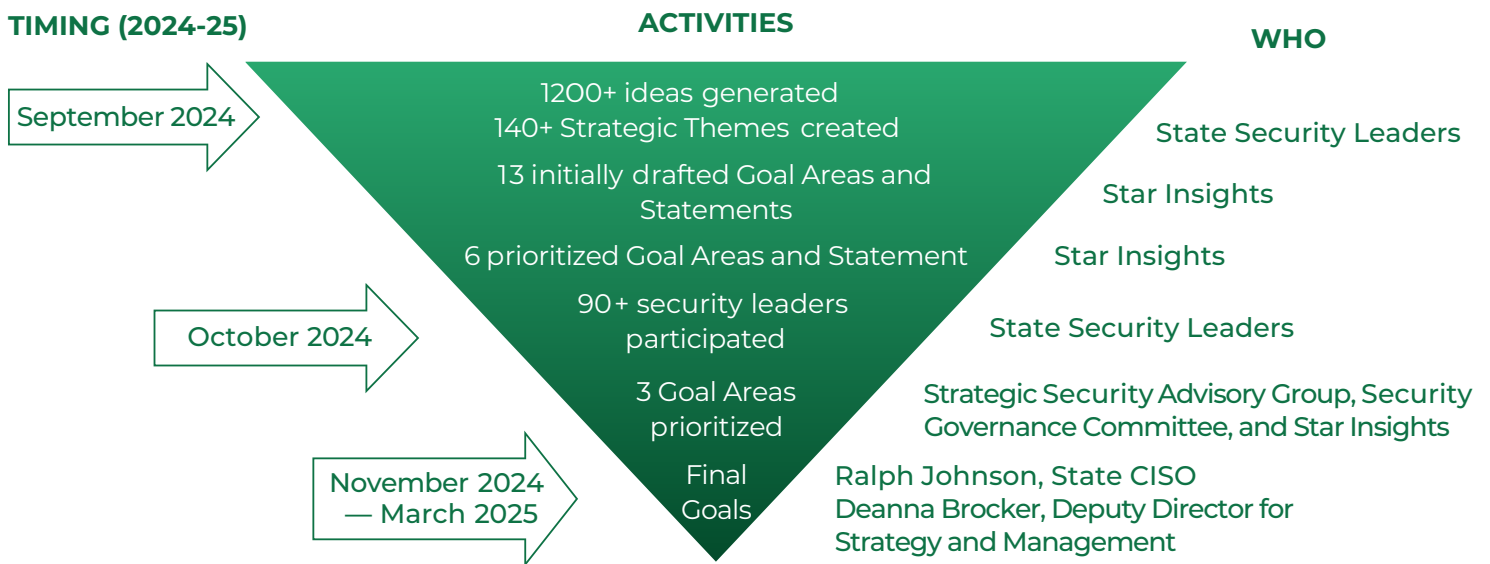 TIMING (2024-25)
ACTIVITIES
WHO
September 2024
1200+ ideas generated
140+ Strategic Themes created
State Security Leaders
13 initially drafted Goal Areas and
Statements
Star Insights
6 prioritized Goal Areas and Statement
Star Insights
October 2024
90+ security leaders
participated
State Security Leaders
3 Goal Areas
prioritized
Strategic Security Advisory Group, Security
Governance Committee, and Star Insights
November 2024
— March 2025
Final
Goals
Ralph Johnson, State CISO
Deanna Brocker, Deputy Director for
Strategy and Management